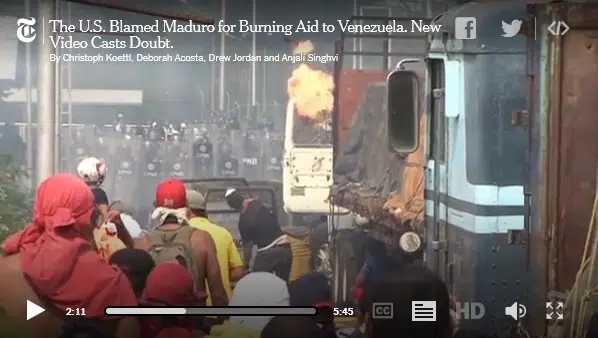 The U.S. Blamed Maduro for Burning Aid to Venezuela. New
Video Casts Doubt.
By Christoph Koettl, Deborah Acosta, Drew Jordan and Anjali Singhvi
PNB
2:11
5:45
CC
HD